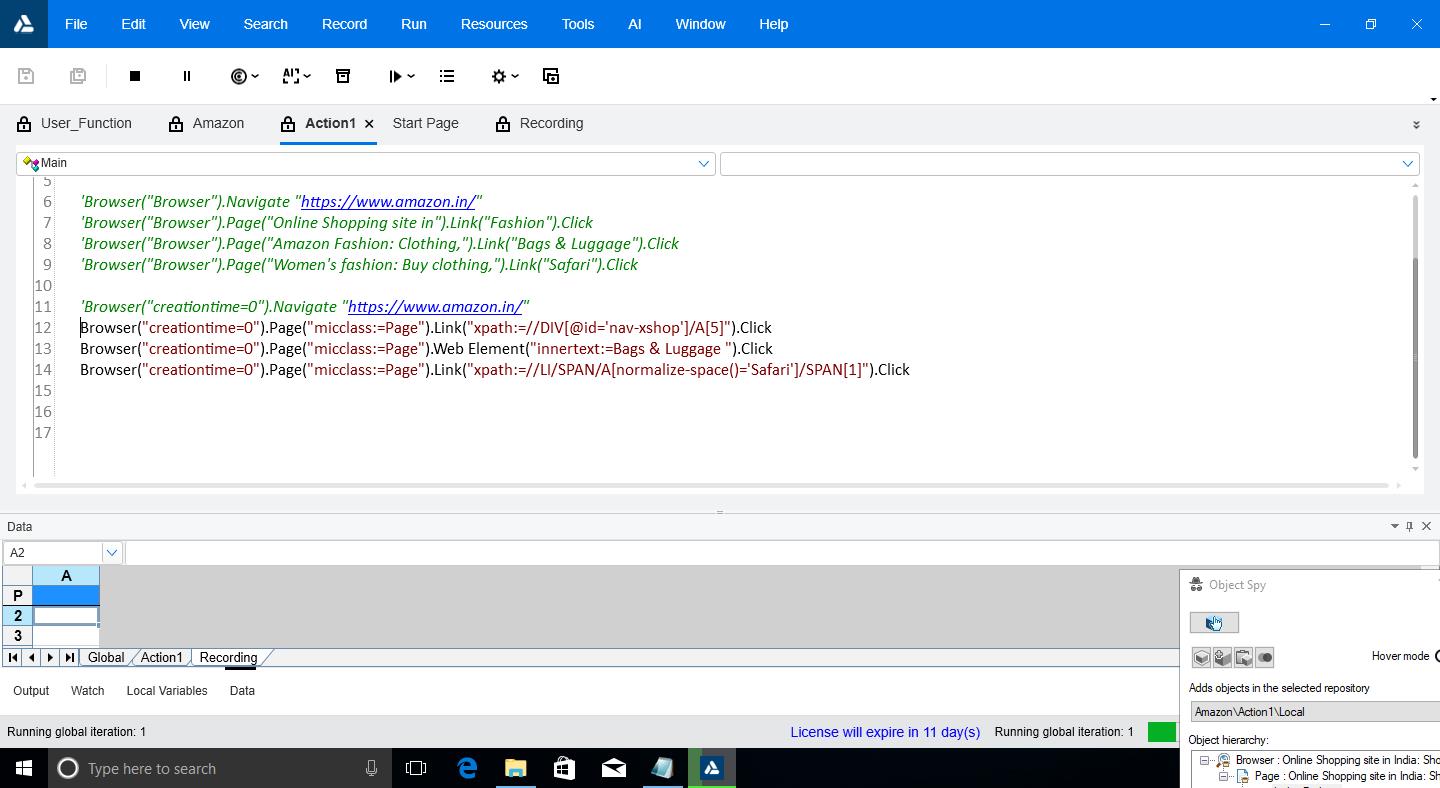 File Edit View Search Record Run Resources Tools AI Window Help
User_Function Amazon Action1 Start Page Recording
Main
5
6 'Browser("Browser").Navigate "https://www.amazon.in/"
7 'Browser("Browser").Page("Online Shopping site in").Link("Fashion").Click
8 'Browser("Browser").Page("Amazon Fashion: Clothing,").Link("Bags & Luggage").Click
9 'Browser("Browser").Page("Women's fashion: Buy clothing,").Link("Safari").Click
10
11 'Browser("creationtime=0").Navigate "https://www.amazon.in/"
12 Browser("creationtime=0").Page("micclass:=Page").Link("xpath:=//DIV[@id='nav-xshop']/A[5]").Click
13 Browser("creationtime=0").Page("micclass:=Page").Web Element("innertext:=Bags & Luggage ").Click
14 Browser("creationtime=0").Page("micclass:=Page").Link("xpath:=//LI/SPAN/A[normalize-space()='Safari']/SPAN[1]").Click
15
16
17
Data
A2
A
P
2
3
Global Action1 Recording
Output Watch Local Variables Data
Running global iteration: 1 License will expire in 11 day(s) Running global iteration: 1
Object Spy
Hover mode
Adds objects in the selected repository
Amazon\Action1\Local
Object hierarchy:
Browser : Online Shopping site in India: Sho
Page : Online Shopping site in India: Sh
Type here to search